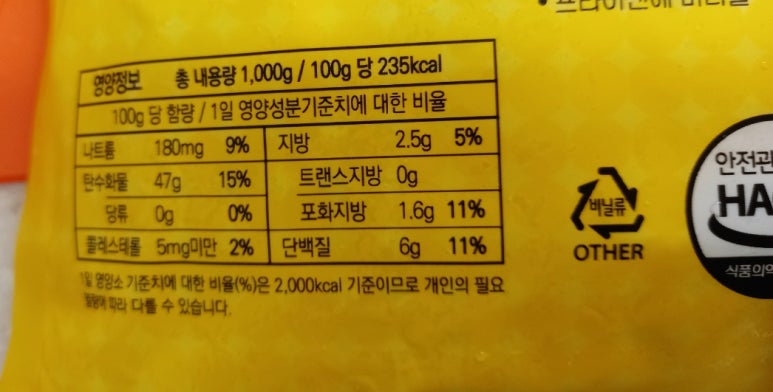 영양정보 총 내용량 1,000g / 100g 당 235kcal
100g 당 함량 / 1일 영양성분기준치에 대한 비율
나트륨 180mg 9% 지방 2.5g 5%
탄수화물 47g 15% 트랜스지방 0g
당류 0g 0% 포화지방 1.6g 11%
콜레스테롤 5mg미만 2% 단백질 6g 11%
1일 영양소 기준치에 대한 비율(%)은 2,000kcal 기준이므로 개인의 필요
열량에 따라 다를 수 있습니다.
비닐류
OTHER
안전관
HA
식품의약